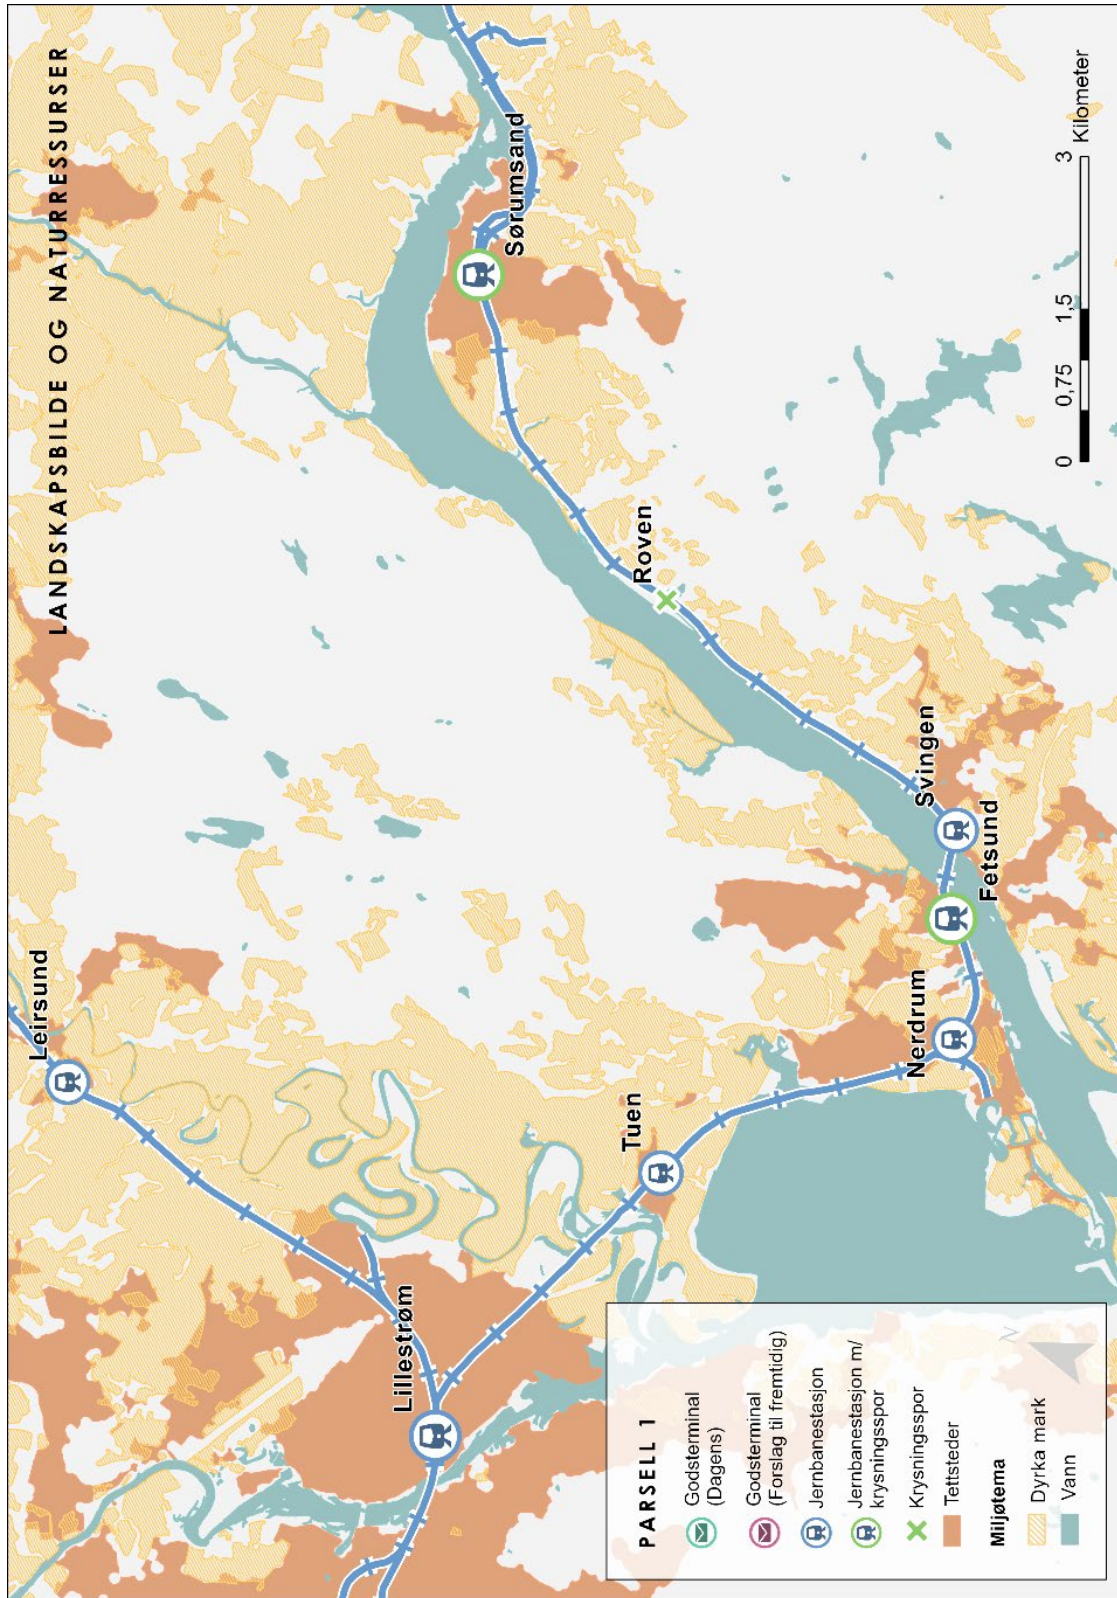 LANDSKAPSBILDE OG NATURRESSURSER
Leirsund
Lillestrøm
Tuen
Nerdrum
Fetsund
Svingen
Roven
Sørumsand
PARSELL 1
Godsterminal
(Dagens)
Godsterminal
(Forslag til fremtidig)
Jernbanestasjon
Jernbanestasjon m/
krysningsspor
Krysningsspor
Tettsteder
Miljøtema
Dyrka mark
Vann
N
0 0,75 1,5 3
Kilometer